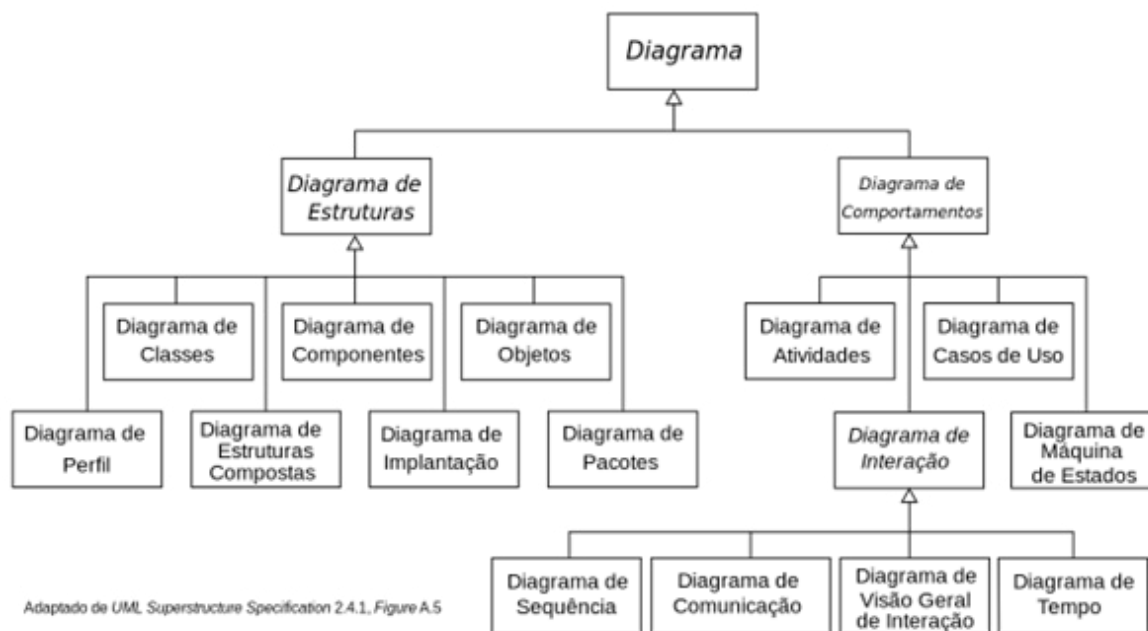 Diagrama
Diagrama de
Estruturas
Diagrama de
Comportamentos
Diagrama de
Classes
Diagrama de
Componentes
Diagrama de
Objetos
Diagrama de
Atividades
Diagrama de
Casos de Uso
Diagrama de
Perfil
Diagrama de
Estruturas
Compostas
Diagrama de
Implantação
Diagrama de
Pacotes
Diagrama de
Interação
Diagrama de
Máquina
de Estados
Diagrama de
Sequência
Diagrama de
Comunicação
Diagrama de
Visão Geral
de Interação
Diagrama de
Tempo
Adaptado de UML Superstructure Specification 2.4.1, Figure A.5